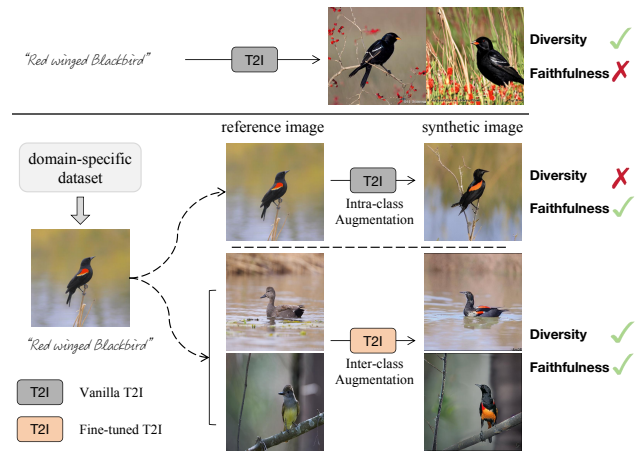 "Red winged Blackbird"
T2I
Diversity
Faithfulness
reference image
synthetic image
domain-specific
dataset
T2I
Intra-class
Augmentation
Diversity
Faithfulness
"Red winged Blackbird"
T2I
Inter-class
Augmentation
Diversity
Faithfulness
T2I
Vanilla T2I
T2I
Fine-tuned T2I